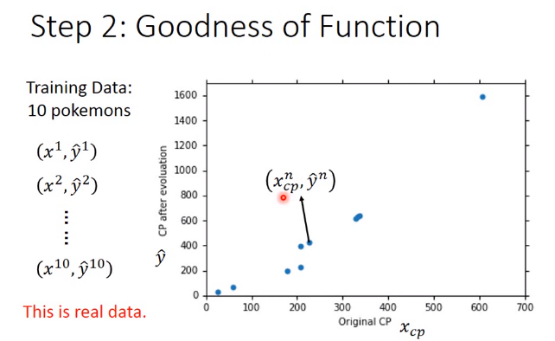 Step 2: Goodness of Function
Training Data:
10 pokemons
(x¹, ŷ¹)
(x², ŷ²)
(x¹⁰, ŷ¹⁰)
This is real data.
CP after evoluation
ŷ
1600
1400
1200
1000
800
600
400
200
0
(xⁿcp, ŷⁿ)
0 100 200 300 400 500 600 700
Original CP
xcp